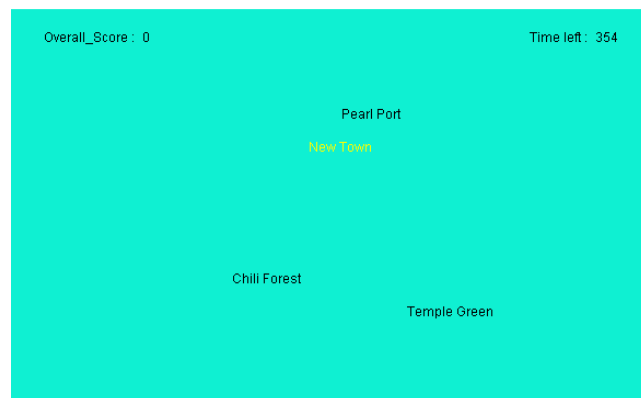 Overall_Score : 0
Time left : 354
Pearl Port
New Town
Chili Forest
Temple Green